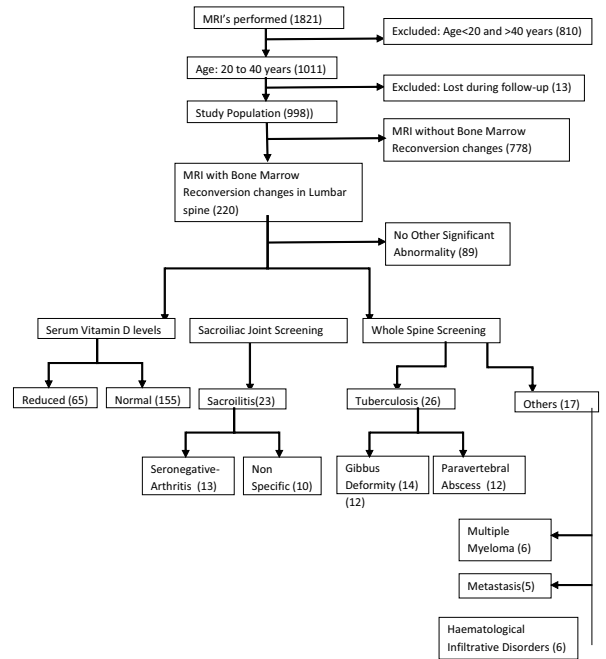 MRI's performed (1821)
Excluded: Age<20 and >40 years (810)
Age: 20 to 40 years (1011)
Excluded: Lost during follow-up (13)
Study Population (998))
MRI without Bone Marrow
Reconversion changes (778)
MRI with Bone Marrow
Reconversion changes in Lumbar
spine (220)
No Other Significant
Abnormality (89)
Serum Vitamin D levels
Sacroiliac Joint Screening
Whole Spine Screening
Reduced (65)
Normal (155)
Sacroilitis(23)
Tuberculosis (26)
Others (17)
Seronegative-
Arthritis (13)
Non
Specific (10)
Gibbus
Deformity (14)
(12)
Paravertebral
Abscess (12)
Multiple
Myeloma (6)
Metastasis(5)
Haematological
Infiltrative Disorders (6)